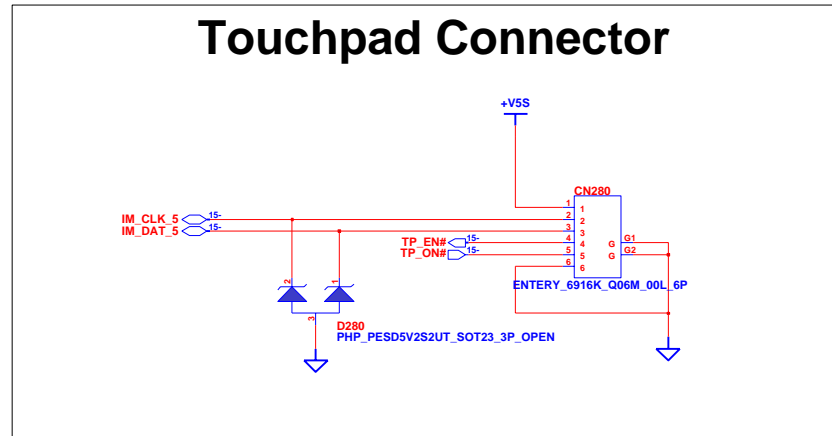 Touchpad Connector
+V5S
CN280
1 1
IM_CLK_5 15- 2 2
IM_DAT_5 15- 3 3
TP_EN# 15- 4 4 G G1
TP_ON# 15- 5 5 G G2
6 6
ENTERY_6916K_Q06M_00L_6P
2 1
3
D280
PHP_PESD5V2S2UT_SOT23_3P_OPEN